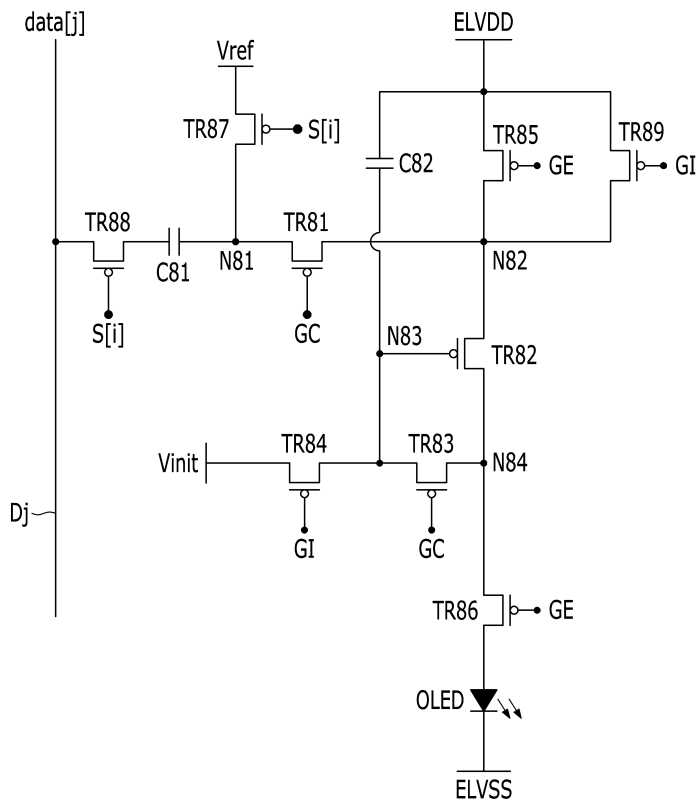 data[j]
ELVDD
Vref
TR87
S[i]
TR85
TR89
C82
GE
GI
TR88
TR81
C81
N81
N82
S[i]
GC
N83
TR82
TR84
TR83
Vinit
N84
Dj
GI
GC
TR86
GE
OLED
ELVSS